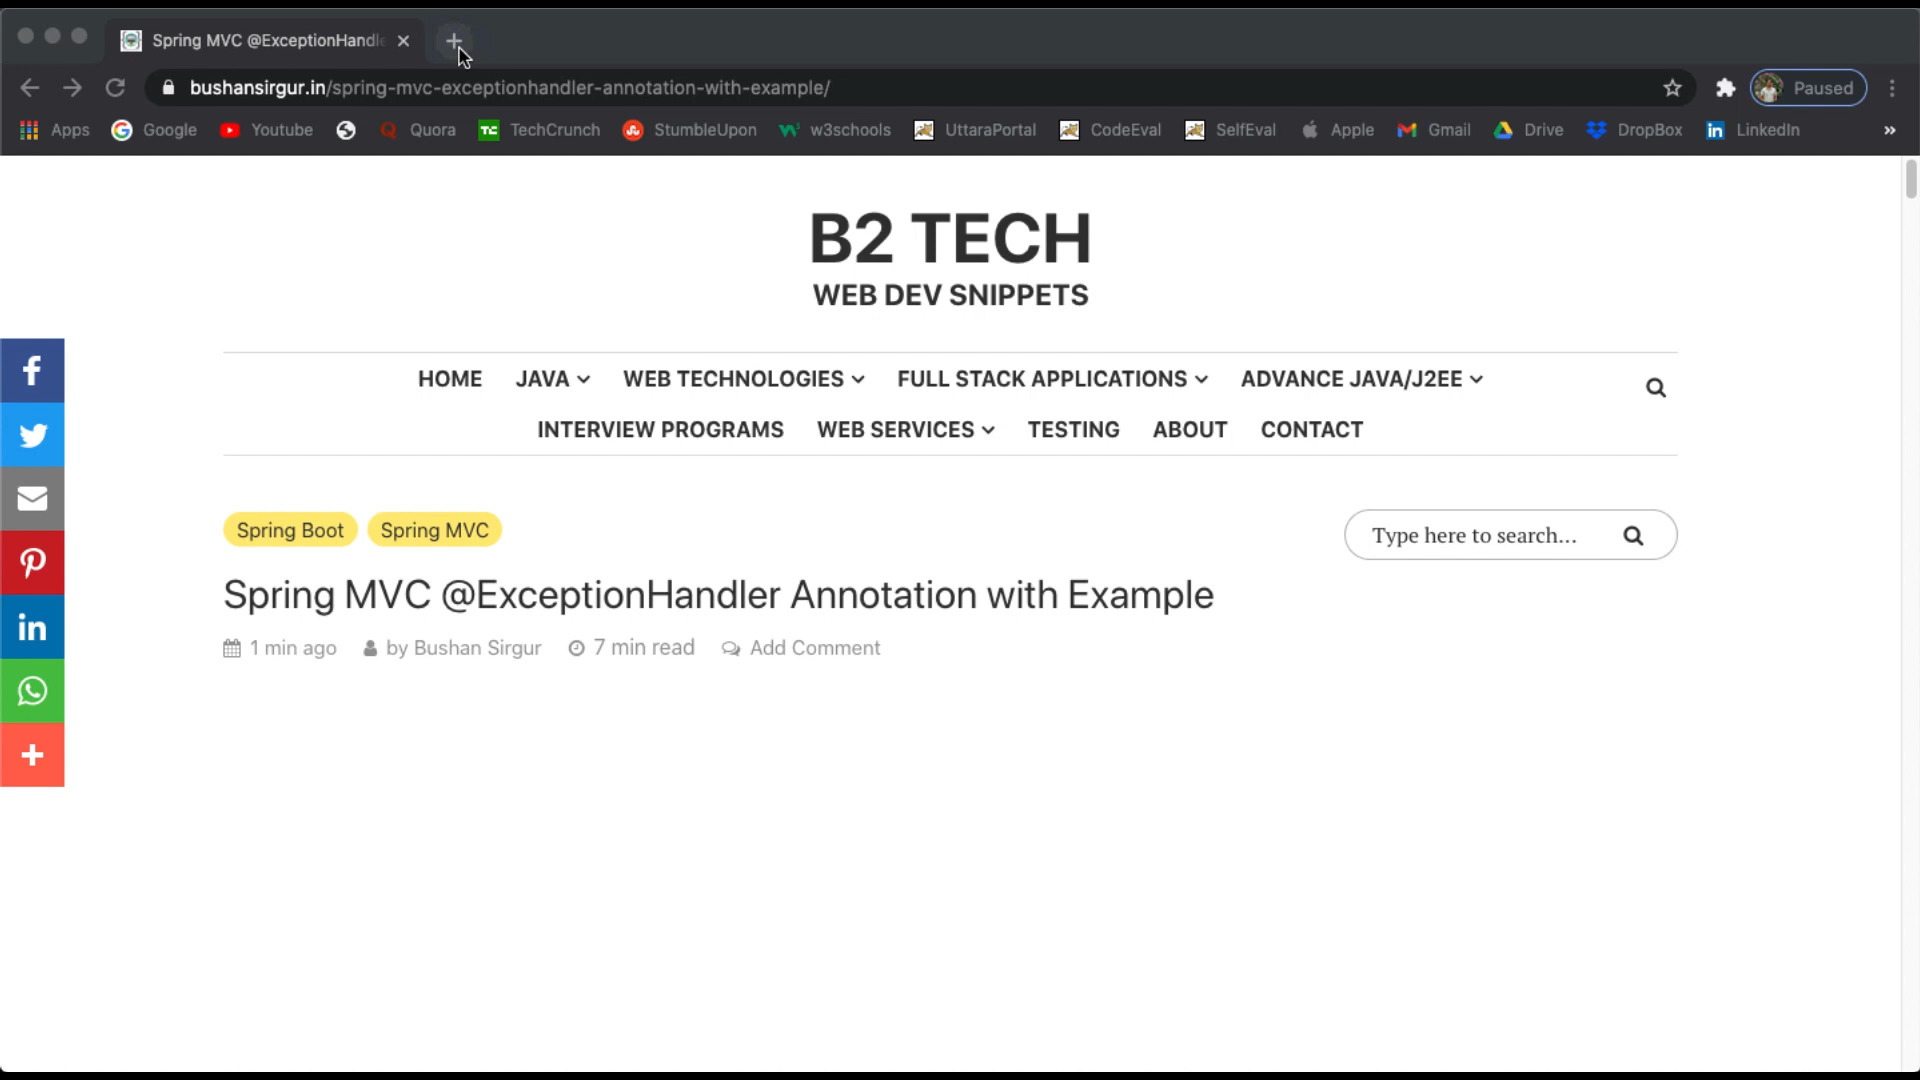 Spring MVC @ExceptionHandle
bushansirgur.in/spring-mvc-exceptionhandler-annotation-with-example/
Paused
Apps Google Youtube Quora TechCrunch StumbleUpon w3schools UttaraPortal CodeEval SelfEval Apple Gmail Drive DropBox LinkedIn »
B2 TECH
WEB DEV SNIPPETS
HOME JAVA WEB TECHNOLOGIES FULL STACK APPLICATIONS ADVANCE JAVA/J2EE
INTERVIEW PROGRAMS WEB SERVICES TESTING ABOUT CONTACT
Spring Boot Spring MVC
Type here to search...
Spring MVC @ExceptionHandler Annotation with Example
1 min ago by Bushan Sirgur 7 min read Add Comment